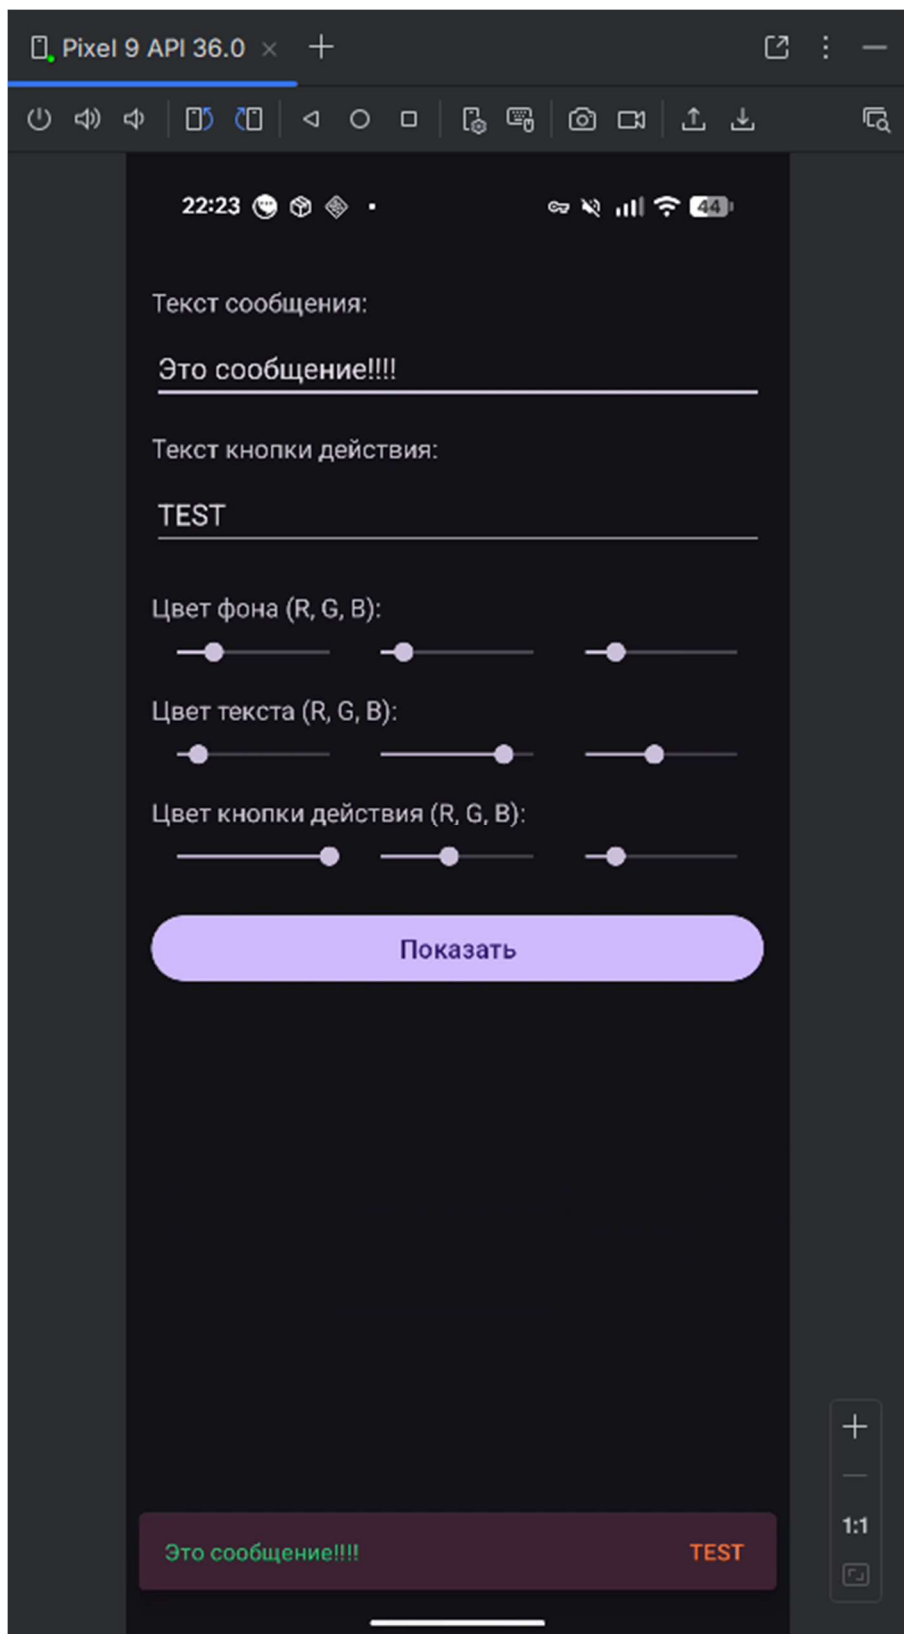 Pixel 9 API 36.0
22:23
44
Текст сообщения:
Это сообщение!!!!
Текст кнопки действия:
TEST
Цвет фона (R, G, B):
Цвет текста (R, G, B):
Цвет кнопки действия (R, G, B):
Показать
1:1
Это сообщение!!!! TEST